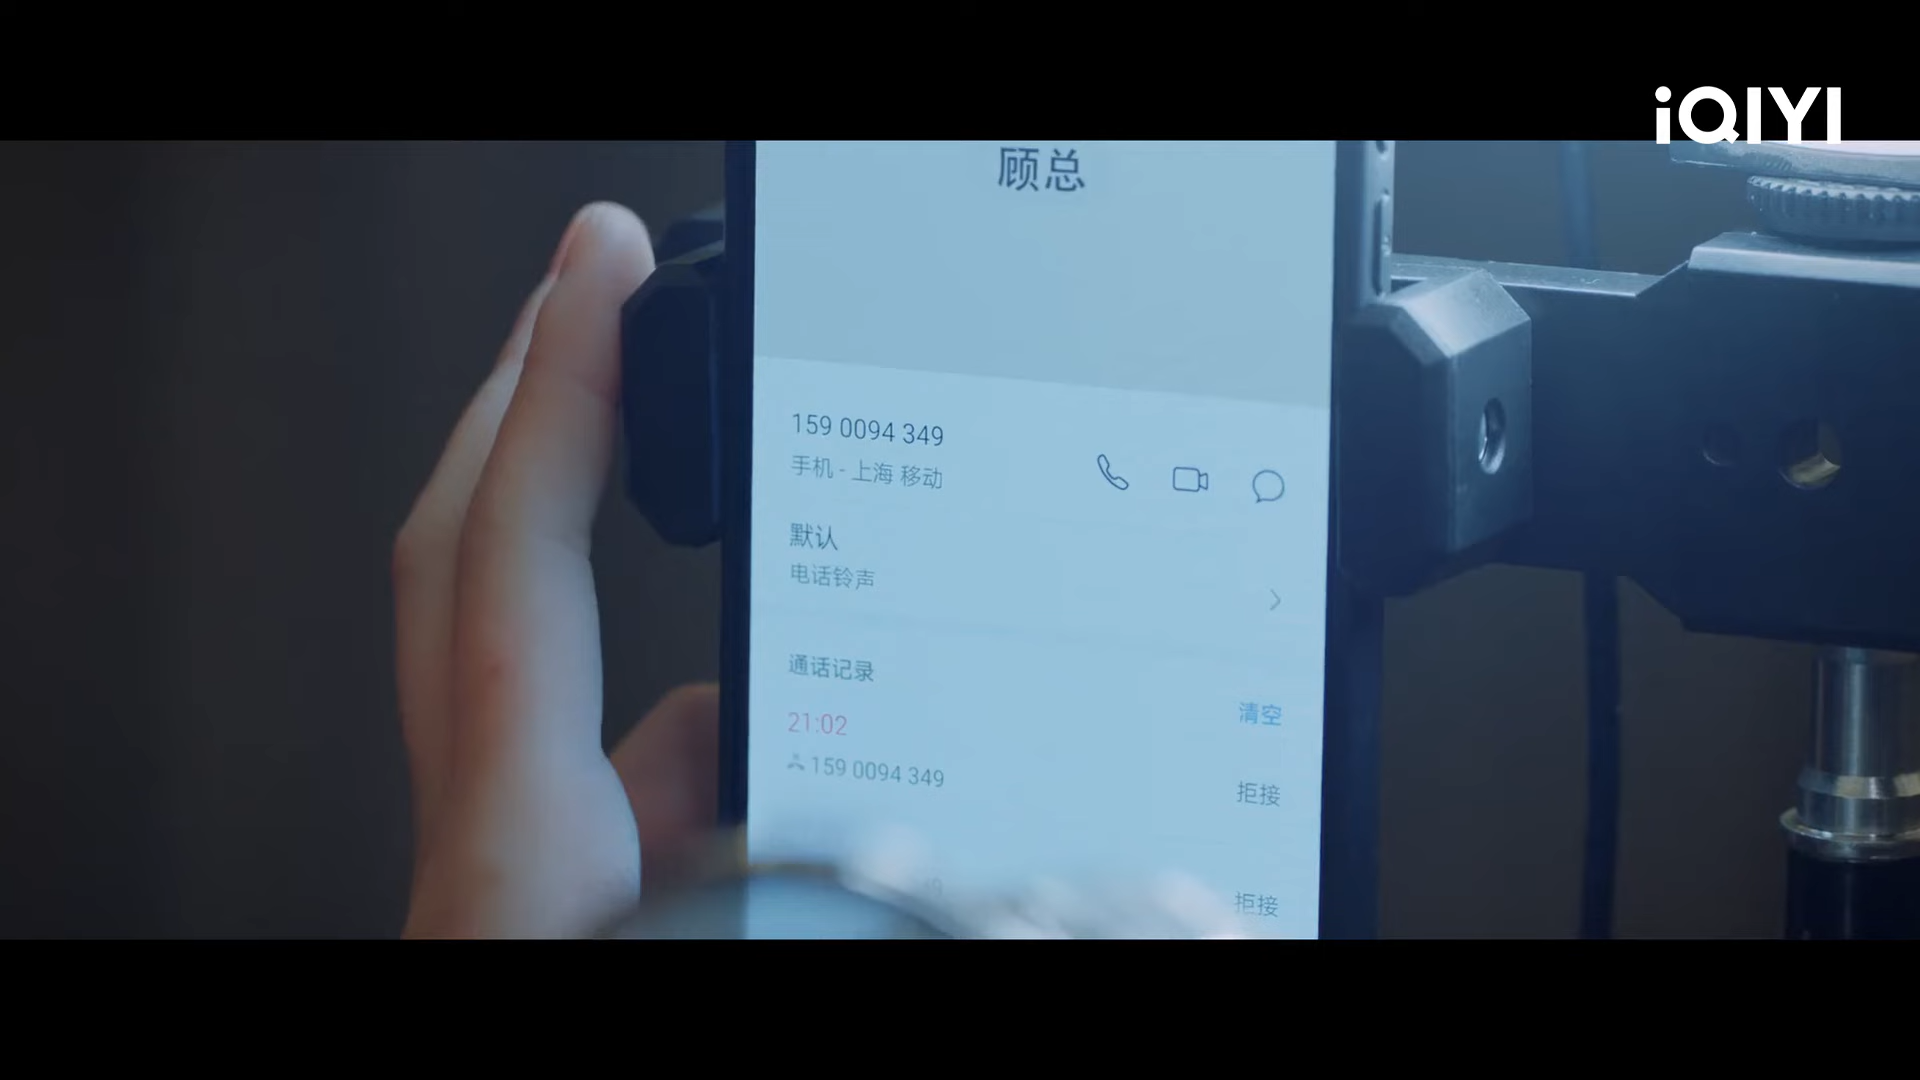 iQIYI
顾总
159 0094 349
手机 - 上海 移动
默认
电话铃声
通话记录
清空
21:02
159 0094 349
拒接
拒接